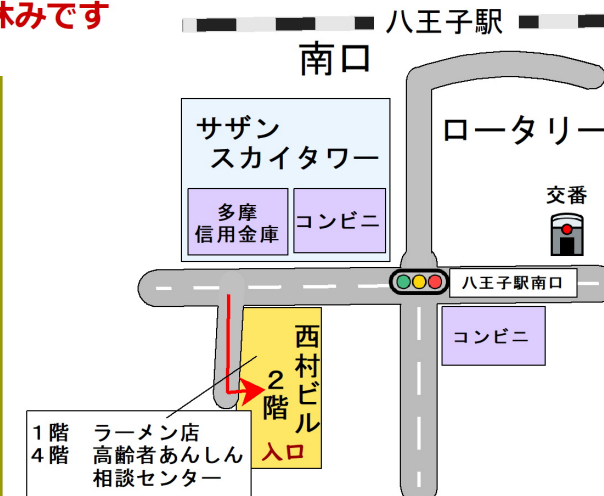 休みです
八王子駅
南口
サザン
スカイタワー
ロータリー
多摩
信用金庫
コンビニ
交番
八王子駅南口
コンビニ
西村ビル
2階
入口
1階 ラーメン店
4階 高齢者あんしん
相談センター